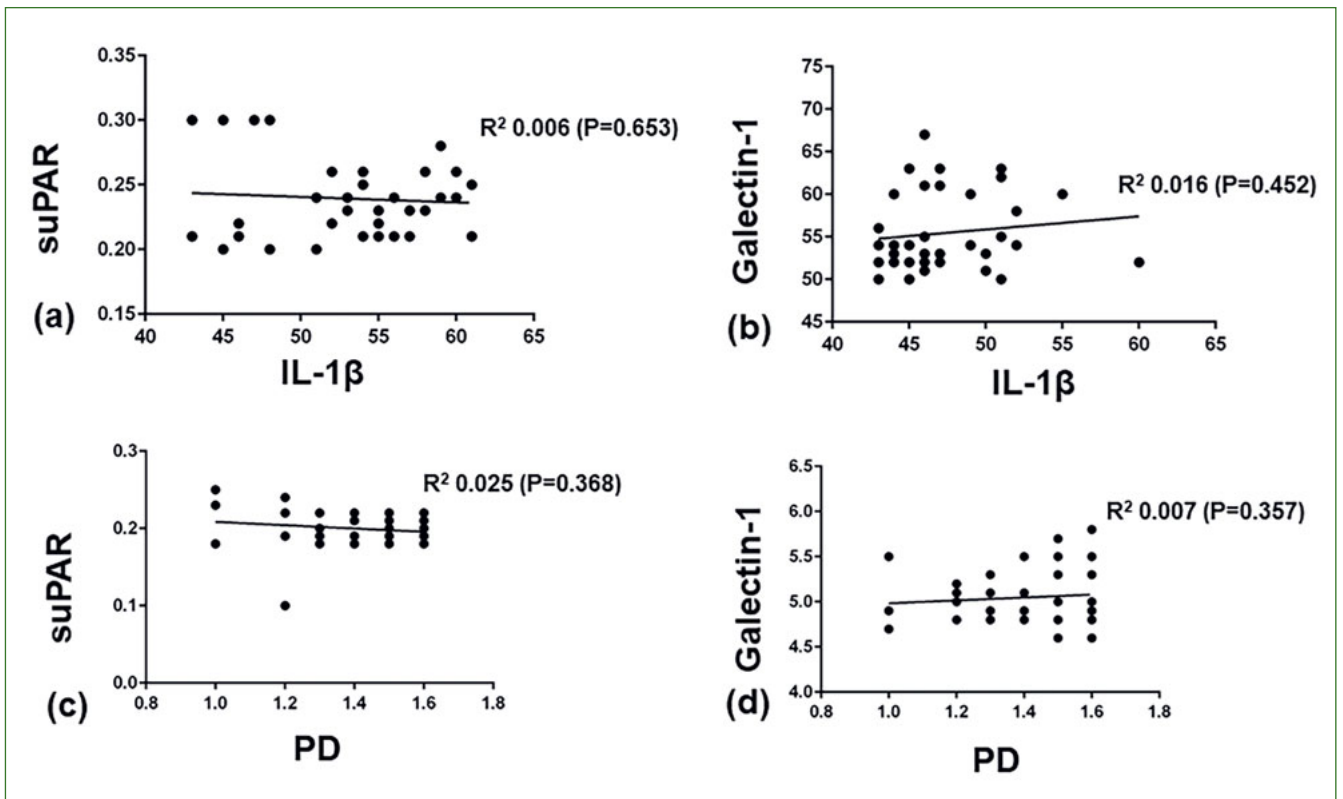 0.35
0.30
0.25
0.20
0.15
suPAR
R² 0.006 (P=0.653)
(a)
40 45 50 55 60 65
IL-1β
75
70
65
60
55
50
45
Galectin-1
R² 0.016 (P=0.452)
(b)
40 45 50 55 60 65
IL-1β
0.3
0.2
0.1
0.0
suPAR
R² 0.025 (P=0.368)
(c)
0.8 1.0 1.2 1.4 1.6 1.8
PD
6.5
6.0
5.5
5.0
4.5
4.0
Galectin-1
R² 0.007 (P=0.357)
(d)
0.8 1.0 1.2 1.4 1.6 1.8
PD